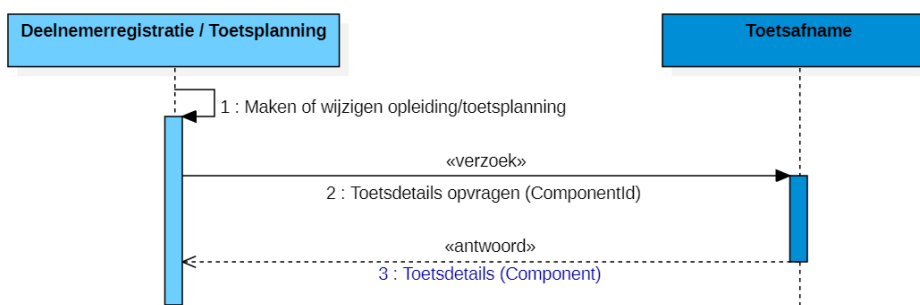 Deelnemerregistratie / Toetsplanning
Toetsafname
1 : Maken of wijzigen opleiding/toetsplanning
«verzoek»
2 : Toetsdetails opvragen (ComponentId)
«antwoord»
3 : Toetsdetails (Component)